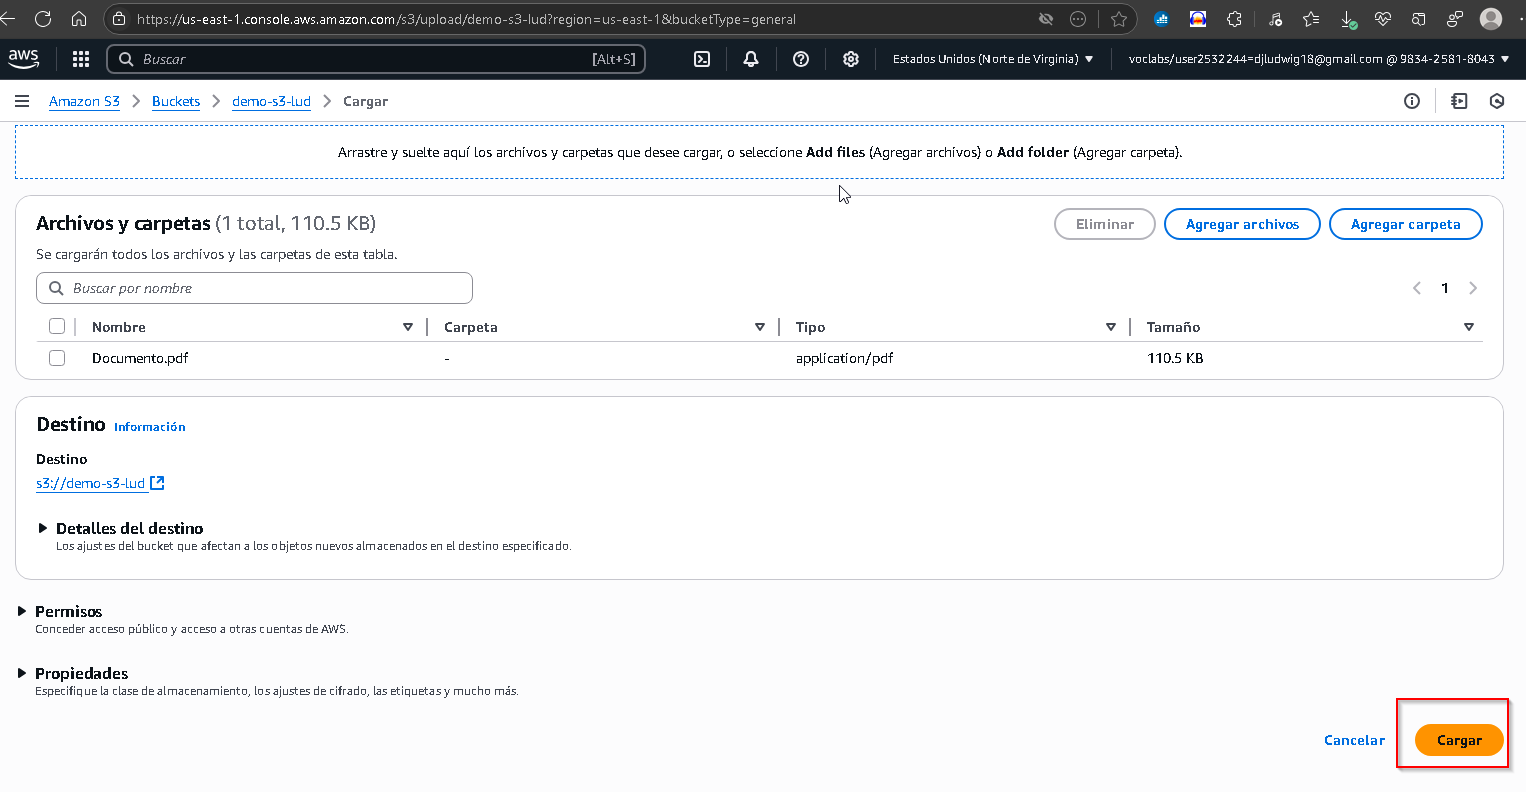 https://us-east-1.console.aws.amazon.com/s3/upload/demo-s3-lud?region=us-east-1&bucketType=general
aws
Buscar
[Alt+S]
Estados Unidos (Norte de Virginia)
voclabs/user2532244=djludwig18@gmail.com @ 9834-2581-8043
Amazon S3 > Buckets > demo-s3-lud > Cargar
Arrastre y suelte aquí los archivos y carpetas que desee cargar, o seleccione Add files (Agregar archivos) o Add folder (Agregar carpeta).
Archivos y carpetas (1 total, 110.5 KB)
Eliminar
Agregar archivos
Agregar carpeta
Se cargarán todos los archivos y las carpetas de esta tabla.
Buscar por nombre
1
Nombre Carpeta Tipo Tamaño
Documento.pdf - application/pdf 110.5 KB
Destino Información
Destino
s3://demo-s3-lud
Detalles del destino
Los ajustes del bucket que afectan a los objetos nuevos almacenados en el destino especificado.
Permisos
Conceder acceso público y acceso a otras cuentas de AWS.
Propiedades
Especifique la clase de almacenamiento, los ajustes de cifrado, las etiquetas y mucho más.
Cancelar
Cargar